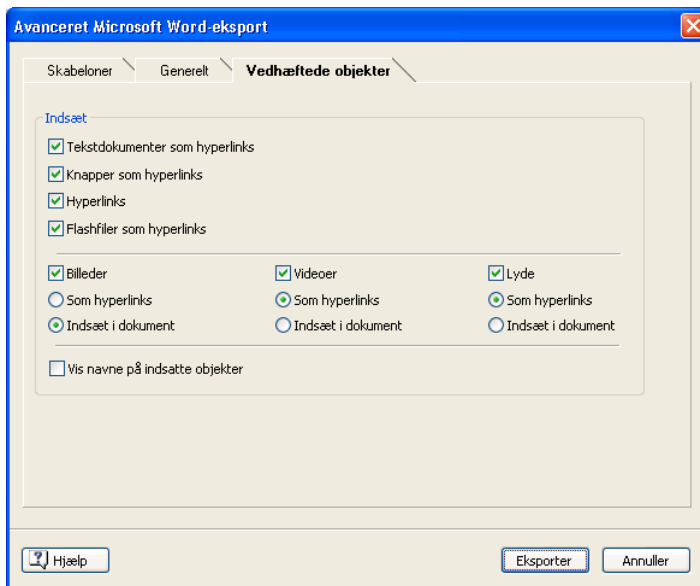 Avanceret Microsoft Word-eksport
Skabeloner Generelt Vedhæftede objekter
Indsæt
Tekstdokumenter som hyperlinks
Knapper som hyperlinks
Hyperlinks
Flashfiler som hyperlinks
Billeder Videoer Lyde
Som hyperlinks Som hyperlinks Som hyperlinks
Indsæt i dokument Indsæt i dokument Indsæt i dokument
Vis navne på indsatte objekter
Hjælp Eksporter Annuller